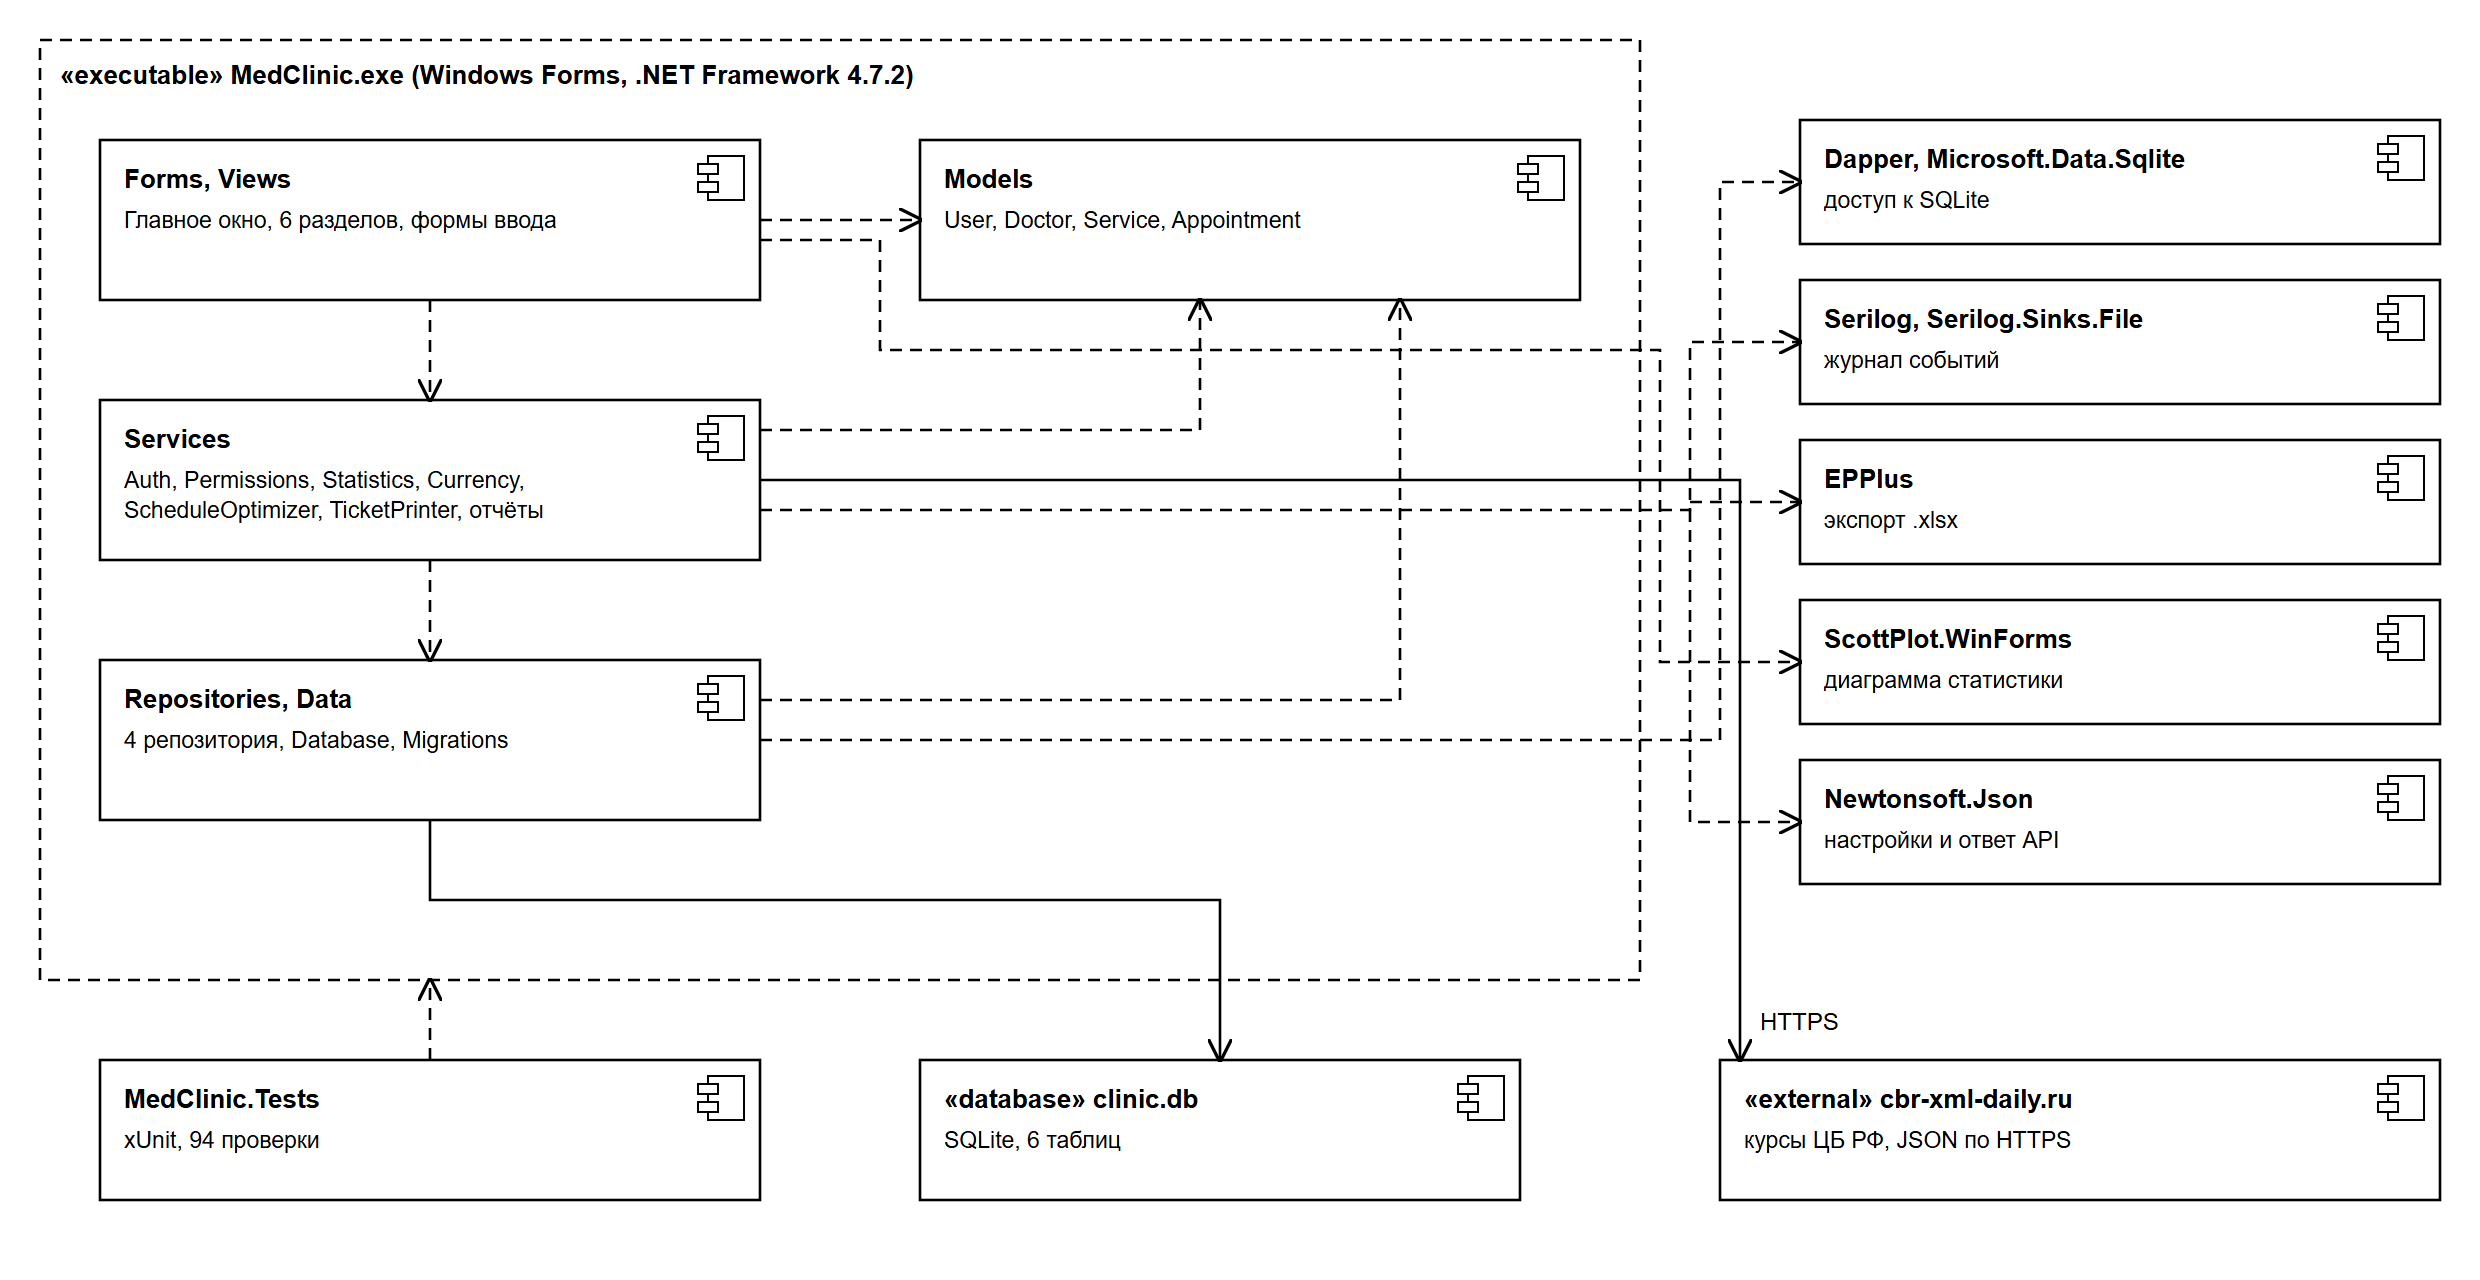 «executable» MedClinic.exe (Windows Forms, .NET Framework 4.7.2)
Forms, Views
Главное окно, 6 разделов, формы ввода
Models
User, Doctor, Service, Appointment
Services
Auth, Permissions, Statistics, Currency,
ScheduleOptimizer, TicketPrinter, отчёты
Repositories, Data
4 репозитория, Database, Migrations
Dapper, Microsoft.Data.Sqlite
доступ к SQLite
Serilog, Serilog.Sinks.File
журнал событий
EPPlus
экспорт .xlsx
ScottPlot.WinForms
диаграмма статистики
Newtonsoft.Json
настройки и ответ API
HTTPS
MedClinic.Tests
xUnit, 94 проверки
«database» clinic.db
SQLite, 6 таблиц
«external» cbr-xml-daily.ru
курсы ЦБ РФ, JSON по HTTPS